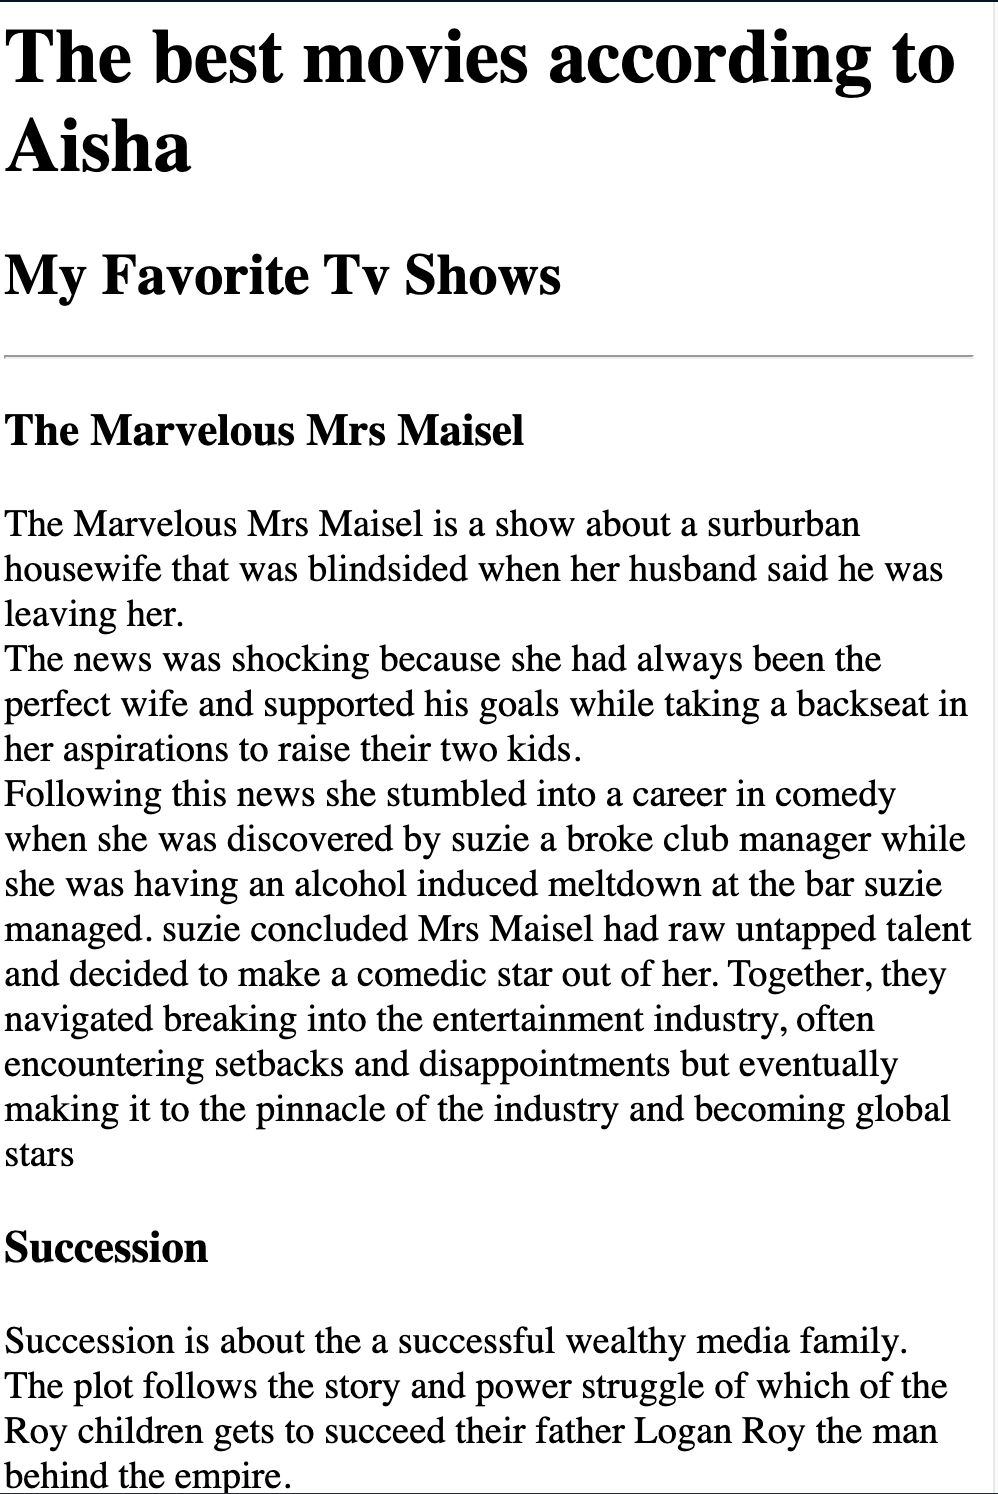 The best movies according to
Aisha
My Favorite Tv Shows
The Marvelous Mrs Maisel
The Marvelous Mrs Maisel is a show about a surburban
housewife that was blindsided when her husband said he was
leaving her.
The news was shocking because she had always been the
perfect wife and supported his goals while taking a backseat in
her aspirations to raise their two kids.
Following this news she stumbled into a career in comedy
when she was discovered by suzie a broke club manager while
she was having an alcohol induced meltdown at the bar suzie
managed. suzie concluded Mrs Maisel had raw untapped talent
and decided to make a comedic star out of her. Together, they
navigated breaking into the entertainment industry, often
encountering setbacks and disappointments but eventually
making it to the pinnacle of the industry and becoming global
stars
Succession
Succession is about the a successful wealthy media family.
The plot follows the story and power struggle of which of the
Roy children gets to succeed their father Logan Roy the man
behind the empire.